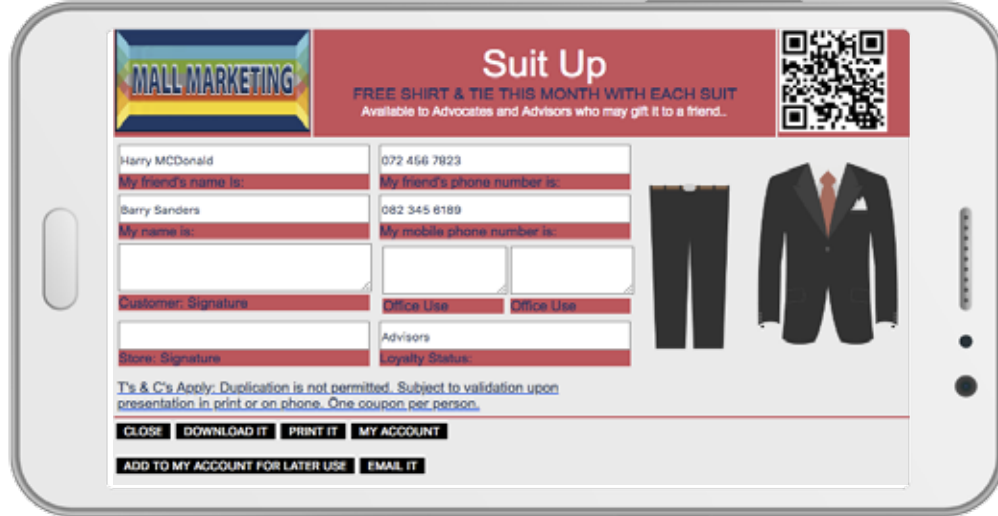 MALL MARKETING
Suit Up
FREE SHIRT & TIE THIS MONTH WITH EACH SUIT
Available to Advocates and Advisors who may gift it to a friend..
Harry MCDonald
072 456 7823
My friend's name Is:
My friend's phone number is:
Barry Sanders
082 345 6189
My name is:
My mobile phone number is:
Customer: Signature
Office Use
Office Use
Advisors
Store: Signature
Loyalty Status:
T's & C's Apply: Duplication is not permitted. Subject to validation upon
presentation in print or on phone. One coupon per person.
CLOSE
DOWNLOAD IT
PRINT IT
MY ACCOUNT
ADD TO MY ACCOUNT FOR LATER USE
EMAIL IT